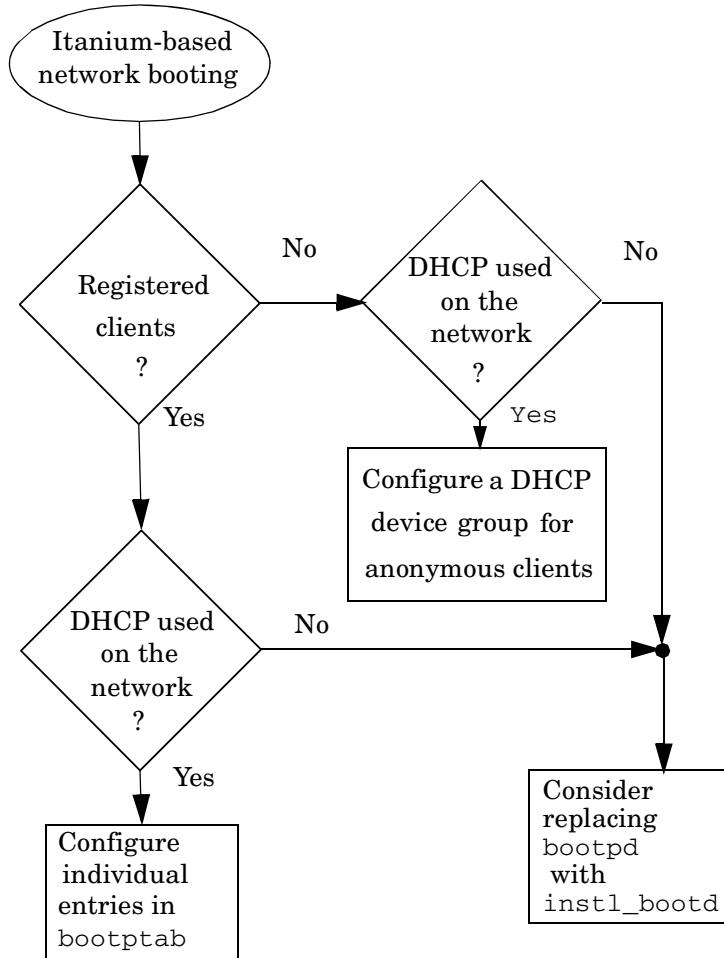 Itanium-based
network booting
Registered
clients
?
No
DHCP used
on the
network
?
No
Yes
Yes
Configure a DHCP
device group for
anonymous clients
DHCP used
on the
network
?
No
Yes
Configure
individual
entries in
bootptab
Consider
replacing
bootpd
with
instl_bootd